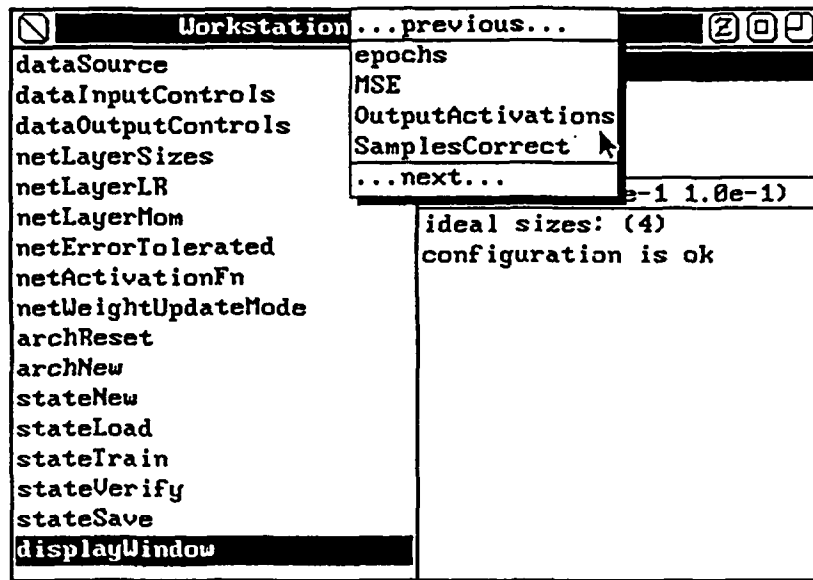 Workstation
...previous...
epochs
MSE
OutputActivations
SamplesCorrect
...next...
dataSource
dataInputControls
dataOutputControls
netLayerSizes
netLayerLR
netLayerMom
netErrorTolerated
netActivationFn
netWeightUpdateMode
archReset
archNew
stateNew
stateLoad
stateTrain
stateVerify
stateSave
displayWindow
e-1 1.0e-1)
ideal sizes: (4)
configuration is ok
Z